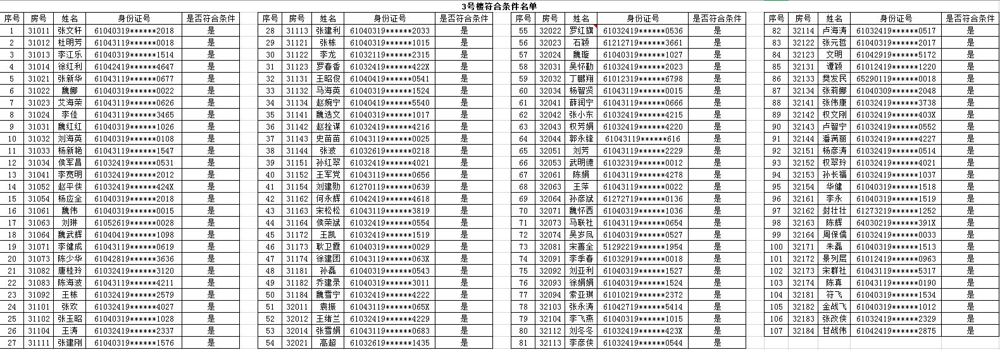 3号楼符合条件名单
序号 房号 姓名 身份证号 是否符合条件 序号 房号 姓名 身份证号 是否符合条件 序号 房号 姓名 身份证号 是否符合条件 序号 房号 姓名 身份证号 是否符合条件
1 31011 张文轩 61040319******2018 是 28 31113 张建利 61040319******2033 是 55 32022 罗红旗 61032419******0536 是 82 32114 卢海涛 61032419******0517 是
2 31012 杜明芳 61043119******0018 是 29 31121 张栋 61040319******1015 是 56 32023 石颖 61212719******3661 是 83 32122 张元哲 61040319******2017 是
3 31013 李江乐 61040319******1514 是 30 31122 李龙 61032119******2315 是 57 32024 魏璇 61040319******1027 是 84 32123 文明 61042919******5172 是
4 31014 徐红利 61042419******4647 是 31 31123 罗春香 61032419******422X 是 58 32031 吴怀勤 61032419******2023 是 85 32131 谭颖 61012419******1220 是
5 31021 张新华 61043119******0677 是 32 31131 王昭俊 61040419******0541 是 59 32032 丁鹏翔 61012319******6798 是 86 32133 樊发民 65290119******0018 是
6 31022 魏娜 61040319******0022 是 33 31132 马海英 61040319******1524 是 60 32034 杨智贤 61043119******0015 是 87 32134 张莉娜 61040309******2048 是
7 31023 艾海荣 61043119******0626 是 34 31134 赵婉宁 61040419******5540 是 61 32041 薛润宁 61043119******0666 是 88 32141 张伟康 61032419******3738 是
8 31024 李佳 61043119******3465 是 35 31141 魏选文 61040319******1017 是 62 32042 张小东 61032419******4215 是 89 32142 权文刚 61032419******403X 是
9 31031 魏红红 61040319******1026 是 36 31142 赵拴谋 61032419******4216 是 63 32043 权芳娟 61032419******4220 是 90 32143 卢智宁 61032419******0552 是
10 31032 刘海英 61040319******0108 是 37 31143 史苗苗 61043119******0025 是 64 32044 郭永锋 61043119******616 是 91 32144 潘满丽 61032419******4227 是
11 31033 杨新艳 61043119******1547 是 38 31144 张波 61032619******0218 是 65 32051 刘芳 61043119******2229 是 92 32151 杨彦涛 61032419******0514 是
12 31034 侯军昌 61032419******0531 是 39 31151 孙红翠 61032419******4021 是 66 32053 武明德 61032319******0012 是 93 32152 权翠玲 61032419******4021 是
13 31041 李宽明 61032419******2012 是 40 31152 王军党 61043119******0656 是 67 32061 陈娟 61043119******4278 是 94 32153 孙长福 61032419******1037 是
14 31052 赵平侠 61032419******424X 是 41 31154 刘建勋 61270119******0639 是 68 32063 王萍 61043119******0022 是 95 32154 华健 61040319******1518 是
15 31054 杨应全 61040319******2018 是 42 31162 何永辉 61042419******4618 是 69 32064 孙彦斌 61272719******0136 是 96 32161 李永 61040319******1519 是
16 31061 魏伟 61040319******0015 是 43 31163 宋松松 61043119******3819 是 70 32071 魏怀西 61040319******1036 是 97 32162 封壮壮 61273219******1252 是
17 31063 刘琳 61052619******0028 是 44 31164 侯荣斌 61032419******0554 是 71 32073 马联社 61043119******0654 是 98 32163 陈辉 64030219******391X 是
18 31064 魏武辉 61040419******1098 是 45 31172 王凯 61032419******1519 是 72 32074 吴岁凤 61040319******0527 是 99 32164 周保儒 61032619******0033 是
19 31071 李健成 61043119******0619 是 46 31173 耿卫霞 61040319******0029 是 73 32081 宋善全 51292219******1954 是 100 32171 朱磊 61040319******1513 是
20 31073 陈少华 61042819******3636 是 47 31174 徐建团 61043119******063X 是 74 32091 李季春 61032919******0018 是 101 32172 景列层 61012419******0963 是
21 31082 唐桂玲 61032419******3120 是 48 31181 孙磊 61040319******0543 是 75 32092 刘亚利 61040319******1527 是 102 32173 宋群社 61043119******5317 是
22 31083 陈海波 61043119******4211 是 49 31182 乔建录 61040319******3011 是 76 32093 徐娟娟 61040319******1524 是 103 32174 陈真 61043119******0190 是
23 31092 王栋 61032419******2579 是 50 31184 魏雪宁 61032419******4222 是 77 32094 索亚琪 61010219******2372 是 104 32181 符飞 61040319******1534 是
24 31101 张欢 61032419******4027 是 51 32011 袁振 61043119******065X 是 78 32103 张永涛 61042719******5414 是 105 32182 金战飞 61040319******1012 是
25 31102 张玉昭 61040319******1028 是 52 32012 王绪兰 61032419******4229 是 79 32104 李飞燕 61040319******1015 是 106 32183 张改侠 61032419******2329 是
26 31104 王涛 61032419******2337 是 53 32014 张雪娟 61043119******0683 是 80 32112 刘冬冬 61032419******423X 是 107 32184 甘战伟 61042419******2875 是
27 31111 张建刚 61040319******1576 是 54 32021 高超 61032619******1435 是 81 32113 李彦侠 61032419******0544 是